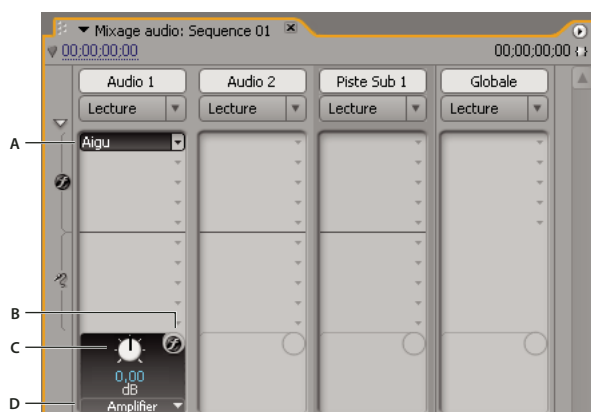 Mixage audio: Sequence 01
00;00;00;00
00;00;00;00
Audio 1
Audio 2
Piste Sub 1
Globale
Lecture
Lecture
Lecture
Lecture
A
Aigu
B
C
0,00
dB
D
Amplifier